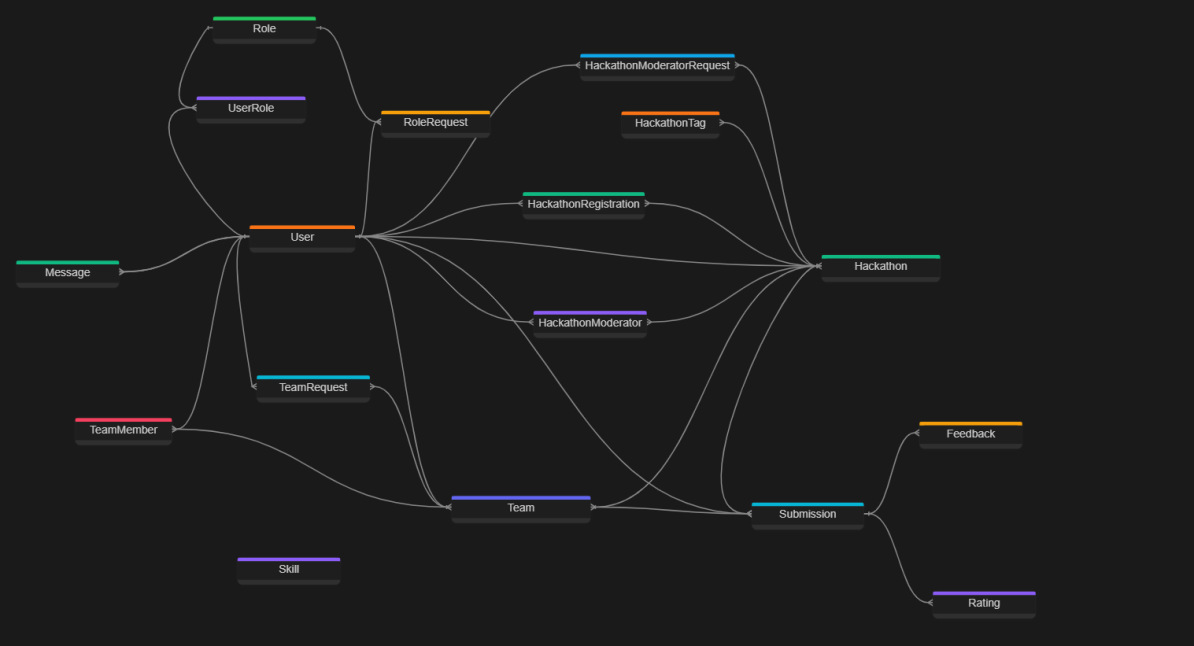 Role
HackathonModeratorRequest
UserRole
RoleRequest
HackathonTag
HackathonRegistration
User
Message
Hackathon
HackathonModerator
TeamRequest
TeamMember
Feedback
Team
Submission
Skill
Rating